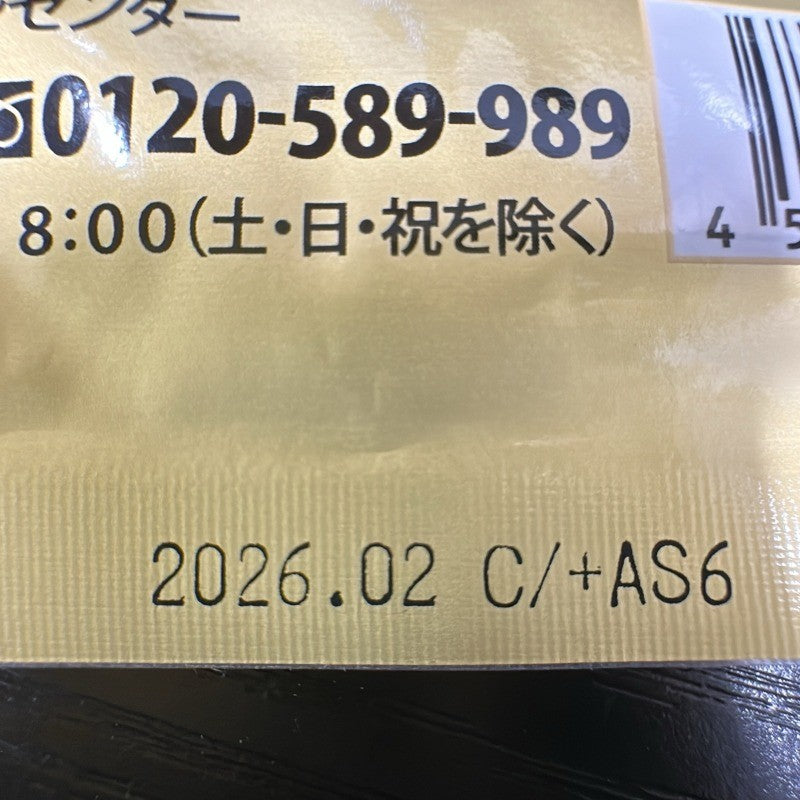 センター
0120-589-989
8:00(土・日・祝を除く)
4 5
2026.02 C/+AS6